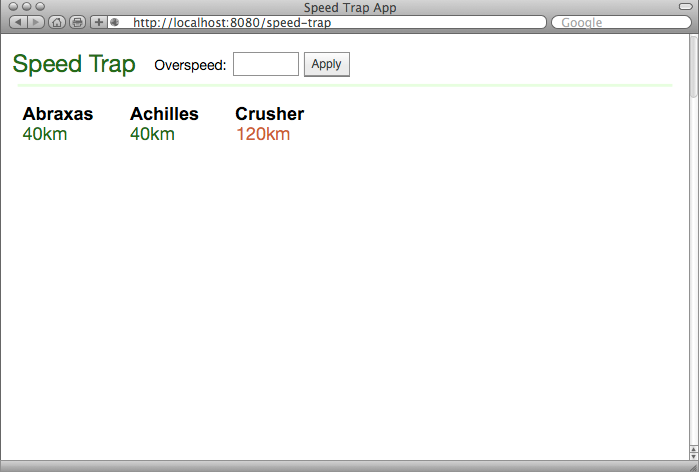 Speed Trap App
http://localhost:8080/speed-trap
Google
Speed Trap Overspeed: Apply
Abraxas Achilles Crusher
40km 40km 120km